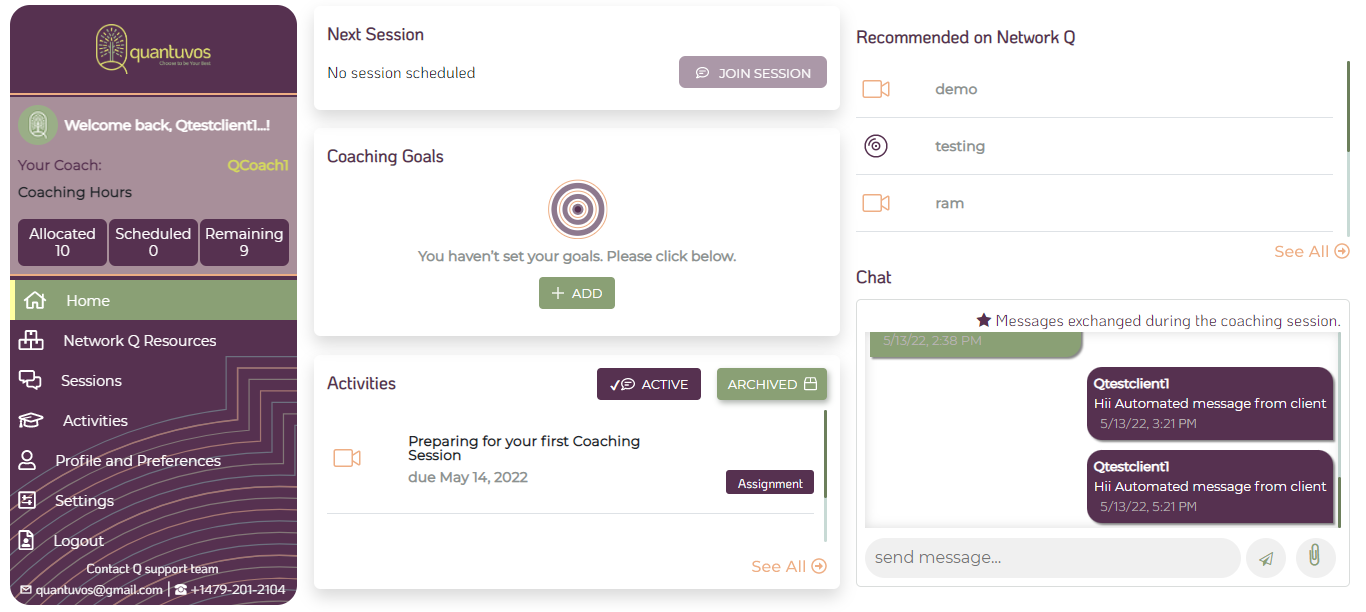 quantuvos
Choose to be Your Best
Welcome back, Qtestclient1...!
Your Coach:
QCoach1
Coaching Hours
Allocated
10
Scheduled
0
Remaining
9
Home
Network Q Resources
Sessions
Activities
Profile and Preferences
Settings
Logout
Contact Q support team
quantuvos@gmail.com | +1479-201-2104
Next Session
No session scheduled
JOIN SESSION
Coaching Goals
You haven't set your goals. Please click below.
+ ADD
Activities
ACTIVE
ARCHIVED
Preparing for your first Coaching
Session
due May 14, 2022
Assignment
See All
Recommended on Network Q
demo
testing
ram
See All
Chat
Messages exchanged during the coaching session.
5/13/22, 2:38 PM
Qtestclient1
Hii Automated message from client
5/13/22, 3:21 PM
Qtestclient1
Hii Automated message from client
5/13/22, 5:21 PM
send message...